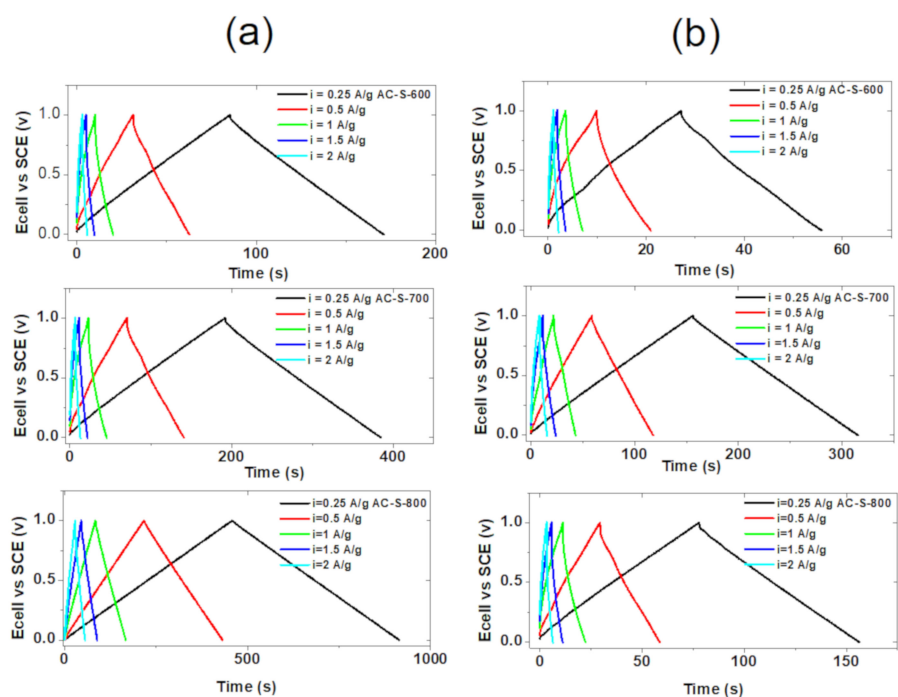 (a)
(b)
i = 0.25 A/g AC-S-600
i = 0.5 A/g
i = 1 A/g
i = 1.5 A/g
i = 2 A/g
1.0
0.5
0.0
Ecell vs SCE (v)
0
100
200
Time (s)
i = 0.25 A/g AC-S-600
i = 0.5 A/g
i = 1 A/g
i = 1.5 A/g
i = 2 A/g
1.0
0.5
0.0
Ecell vs SCE (v)
0
20
40
60
Time (s)
i = 0.25 A/g AC-S-700
i = 0.5 A/g
i = 1 A/g
i = 1.5 A/g
i = 2 A/g
1.0
0.5
0.0
Ecell vs SCE (v)
0
200
400
Time (s)
i = 0.25 A/g AC-S-700
i = 0.5 A/g
i = 1 A/g
i =1.5 A/g
i = 2 A/g
1.0
0.5
0.0
Ecell vs SCE (v)
0
100
200
300
Time (s)
i=0.25 A/g AC-S-800
i=0.5 A/g
i=1 A/g
i=1.5 A/g
i=2 A/g
1.0
0.5
0.0
Ecell vs SCE (v)
0
500
1000
Time (s)
i=0.25 A/g AC-S-800
i=0.5 A/g
i=1 A/g
i=1.5 A/g
i=2 A/g
1.0
0.5
0.0
Ecell vs SCE (v)
0
50
100
150
Time (s)